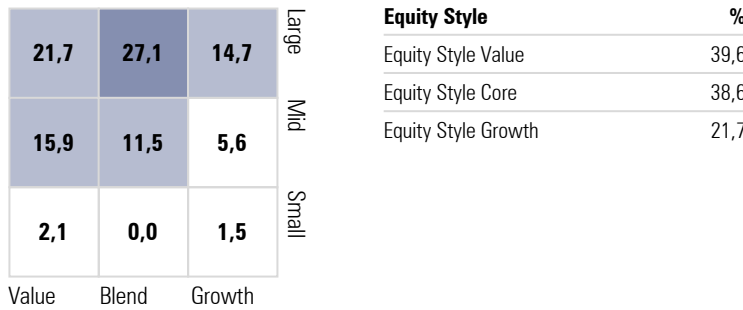 21,7 27,1 14,7 Large
15,9 11,5 5,6 Mid
2,1 0,0 1,5 Small
Value Blend Growth
Equity Style %
Equity Style Value 39,6
Equity Style Core 38,6
Equity Style Growth 21,7